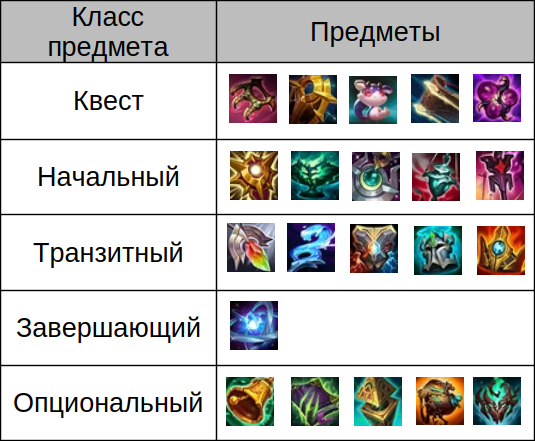 Класс
предмета
Предметы
Квест
Начальный
Транзитный
Завершающий
Опциональный